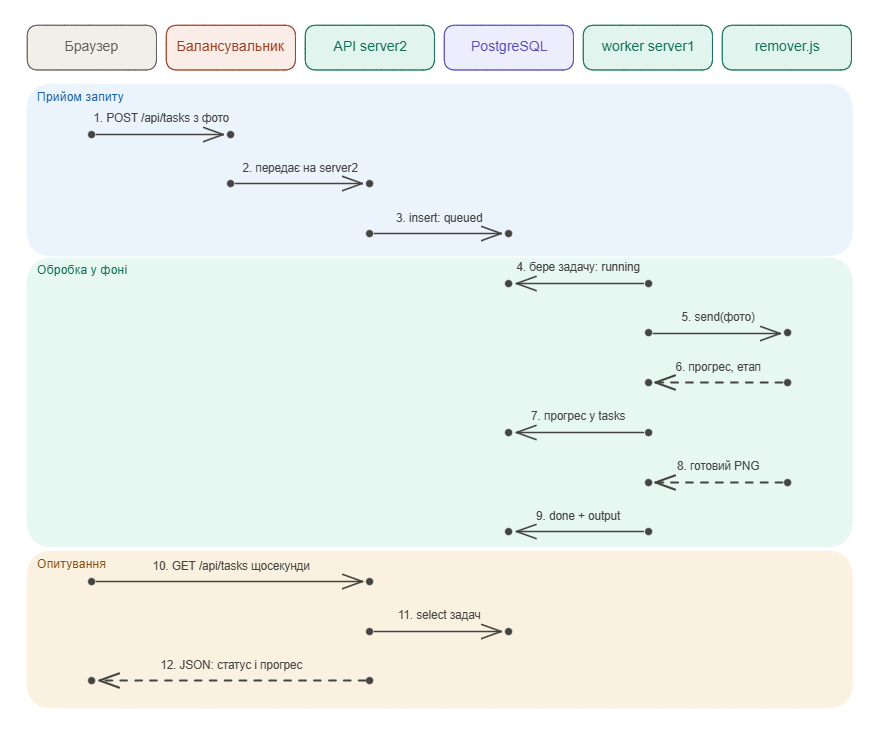 Браузер
Балансувальник
API server2
PostgreSQL
worker server1
remover.js
Прийом запиту
1. POST /api/tasks з фото
2. передає на server2
3. insert: queued
Обробка у фоні
4. бере задачу: running
5. send(фото)
6. прогрес, етап
7. прогрес у tasks
8. готовий PNG
9. done + output
Опитування
10. GET /api/tasks щосекунди
11. select задач
12. JSON: статус і прогрес